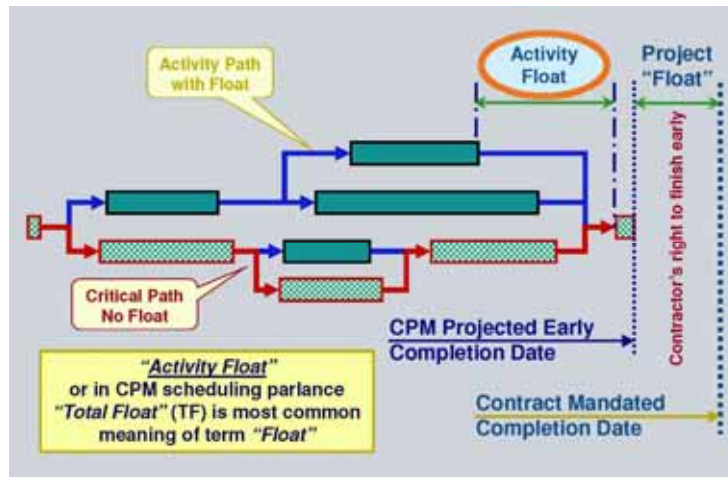 Activity Path
with Float
Activity
Float
Project
“Float”
Contractor's right to finish early
Critical Path
No Float
CPM Projected Early
Completion Date
“Activity Float”
or in CPM scheduling parlance
“Total Float” (TF) is most common
meaning of term “Float”
Contract Mandated
Completion Date